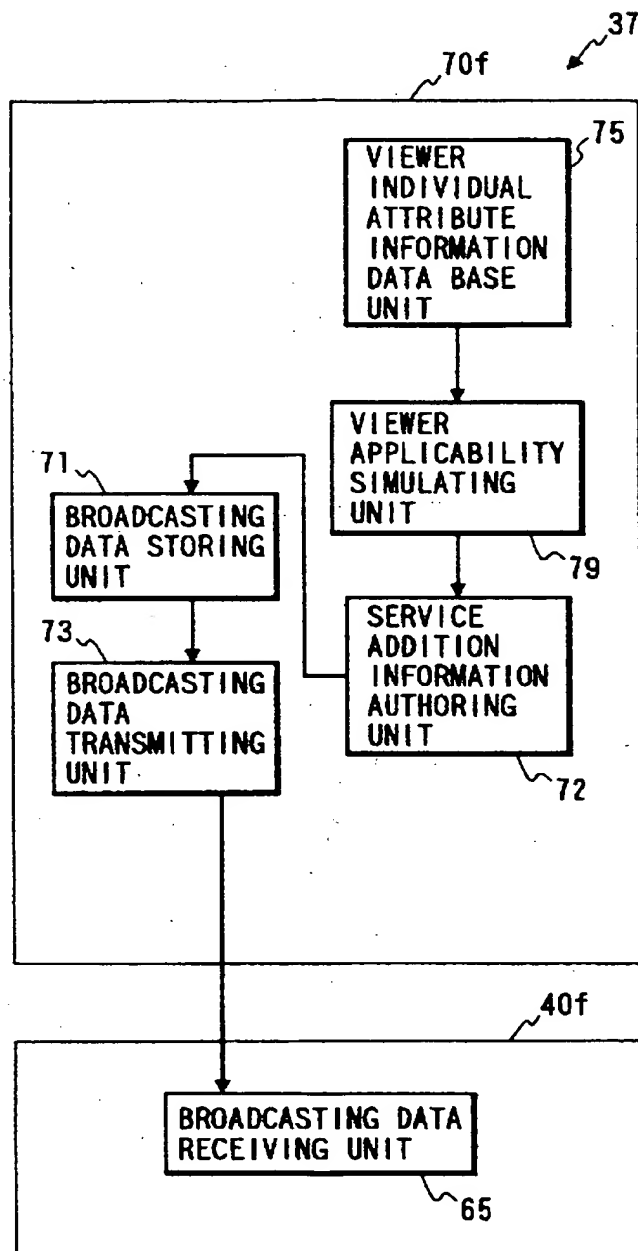 37
70f
75
VIEWER
INDIVIDUAL
ATTRIBUTE
INFORMATION
DATA BASE
UNIT
VIEWER
APPLICABILITY
SIMULATING
UNIT
79
71
BROADCASTING
DATA STORING
UNIT
SERVICE
ADDITION
INFORMATION
AUTHORING
UNIT
72
73
BROADCASTING
DATA
TRANSMITTING
UNIT
40f
BROADCASTING DATA
RECEIVING UNIT
65